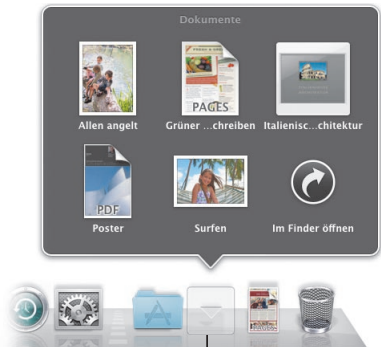 Dokumente
Allen angelt
Grüner ...chreiben
Italienisc...chitektur
PAGES
PDF
Poster
Surfen
Im Finder öffnen